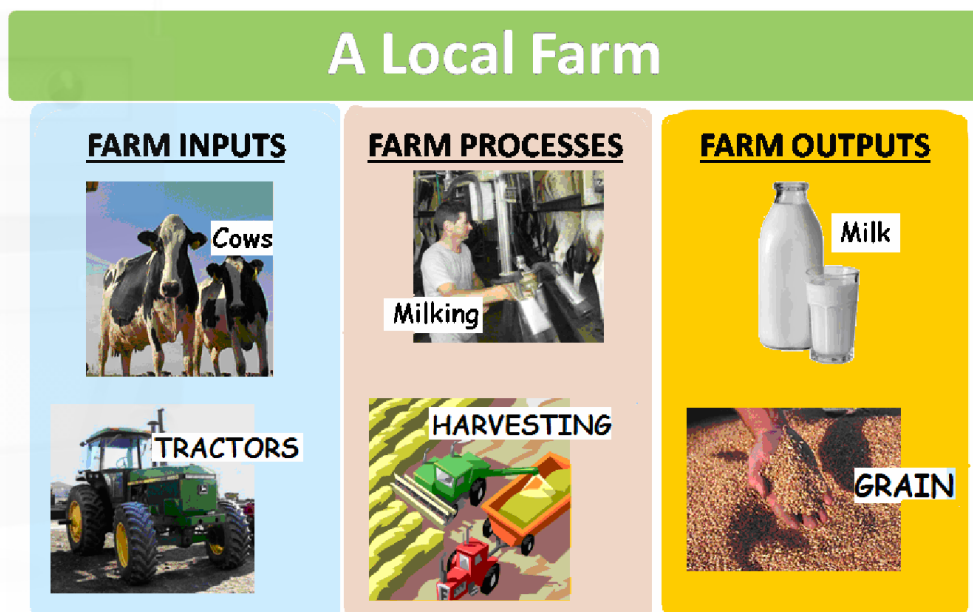 A Local Farm
FARM INPUTS
Cows
TRACTORS
FARM PROCESSES
Milking
HARVESTING
FARM OUTPUTS
Milk
GRAIN